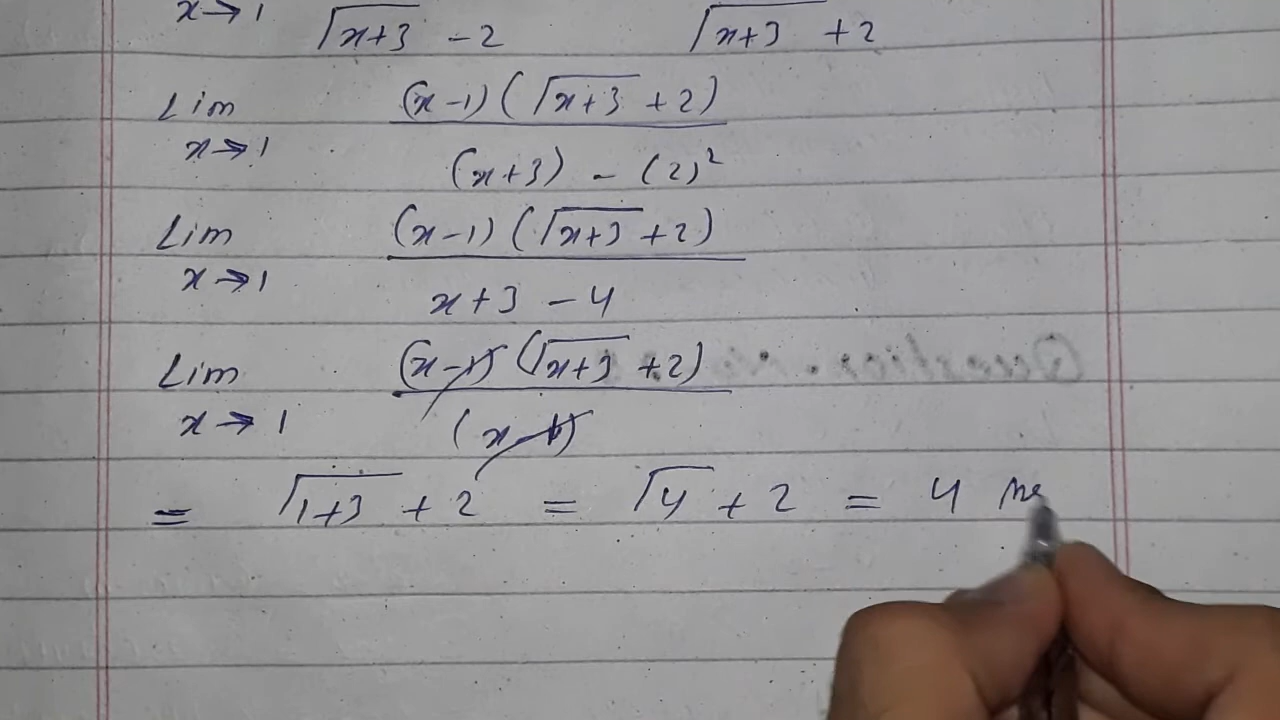 x→1 √x+3 - 2 √x+3 + 2
Lim (x-1)(√x+3 + 2)
x→1 (x+3) - (2)²
Lim (x-1)(√x+3 + 2)
x→1 x+3 - 4
Lim (x-1)(√x+3 + 2)
x→1 (x-1)
= √1+3 + 2 = √4 + 2 = 4